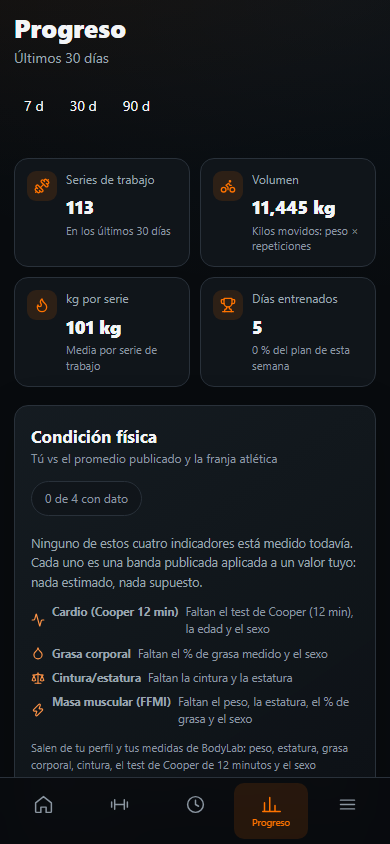 Progreso
Últimos 30 días
7 d 30 d 90 d
Series de trabajo
113
En los últimos 30 días
Volumen
11,445 kg
Kilos movidos: peso ×
repeticiones
kg por serie
101 kg
Media por serie de
trabajo
Días entrenados
5
0 % del plan de esta
semana
Condición física
Tú vs el promedio publicado y la franja atlética
0 de 4 con dato
Ninguno de estos cuatro indicadores está medido todavía.
Cada uno es una banda publicada aplicada a un valor tuyo:
nada estimado, nada supuesto.
Cardio (Cooper 12 min) Faltan el test de Cooper (12 min),
la edad y el sexo
Grasa corporal Faltan el % de grasa medido y el sexo
Cintura/estatura Faltan la cintura y la estatura
Masa muscular (FFMI) Faltan el peso, la estatura, el % de
grasa y el sexo
Salen de tu perfil y tus medidas de BodyLab: peso, estatura, grasa
corporal, cintura, el test de Cooper de 12 minutos y el sexo
Progreso